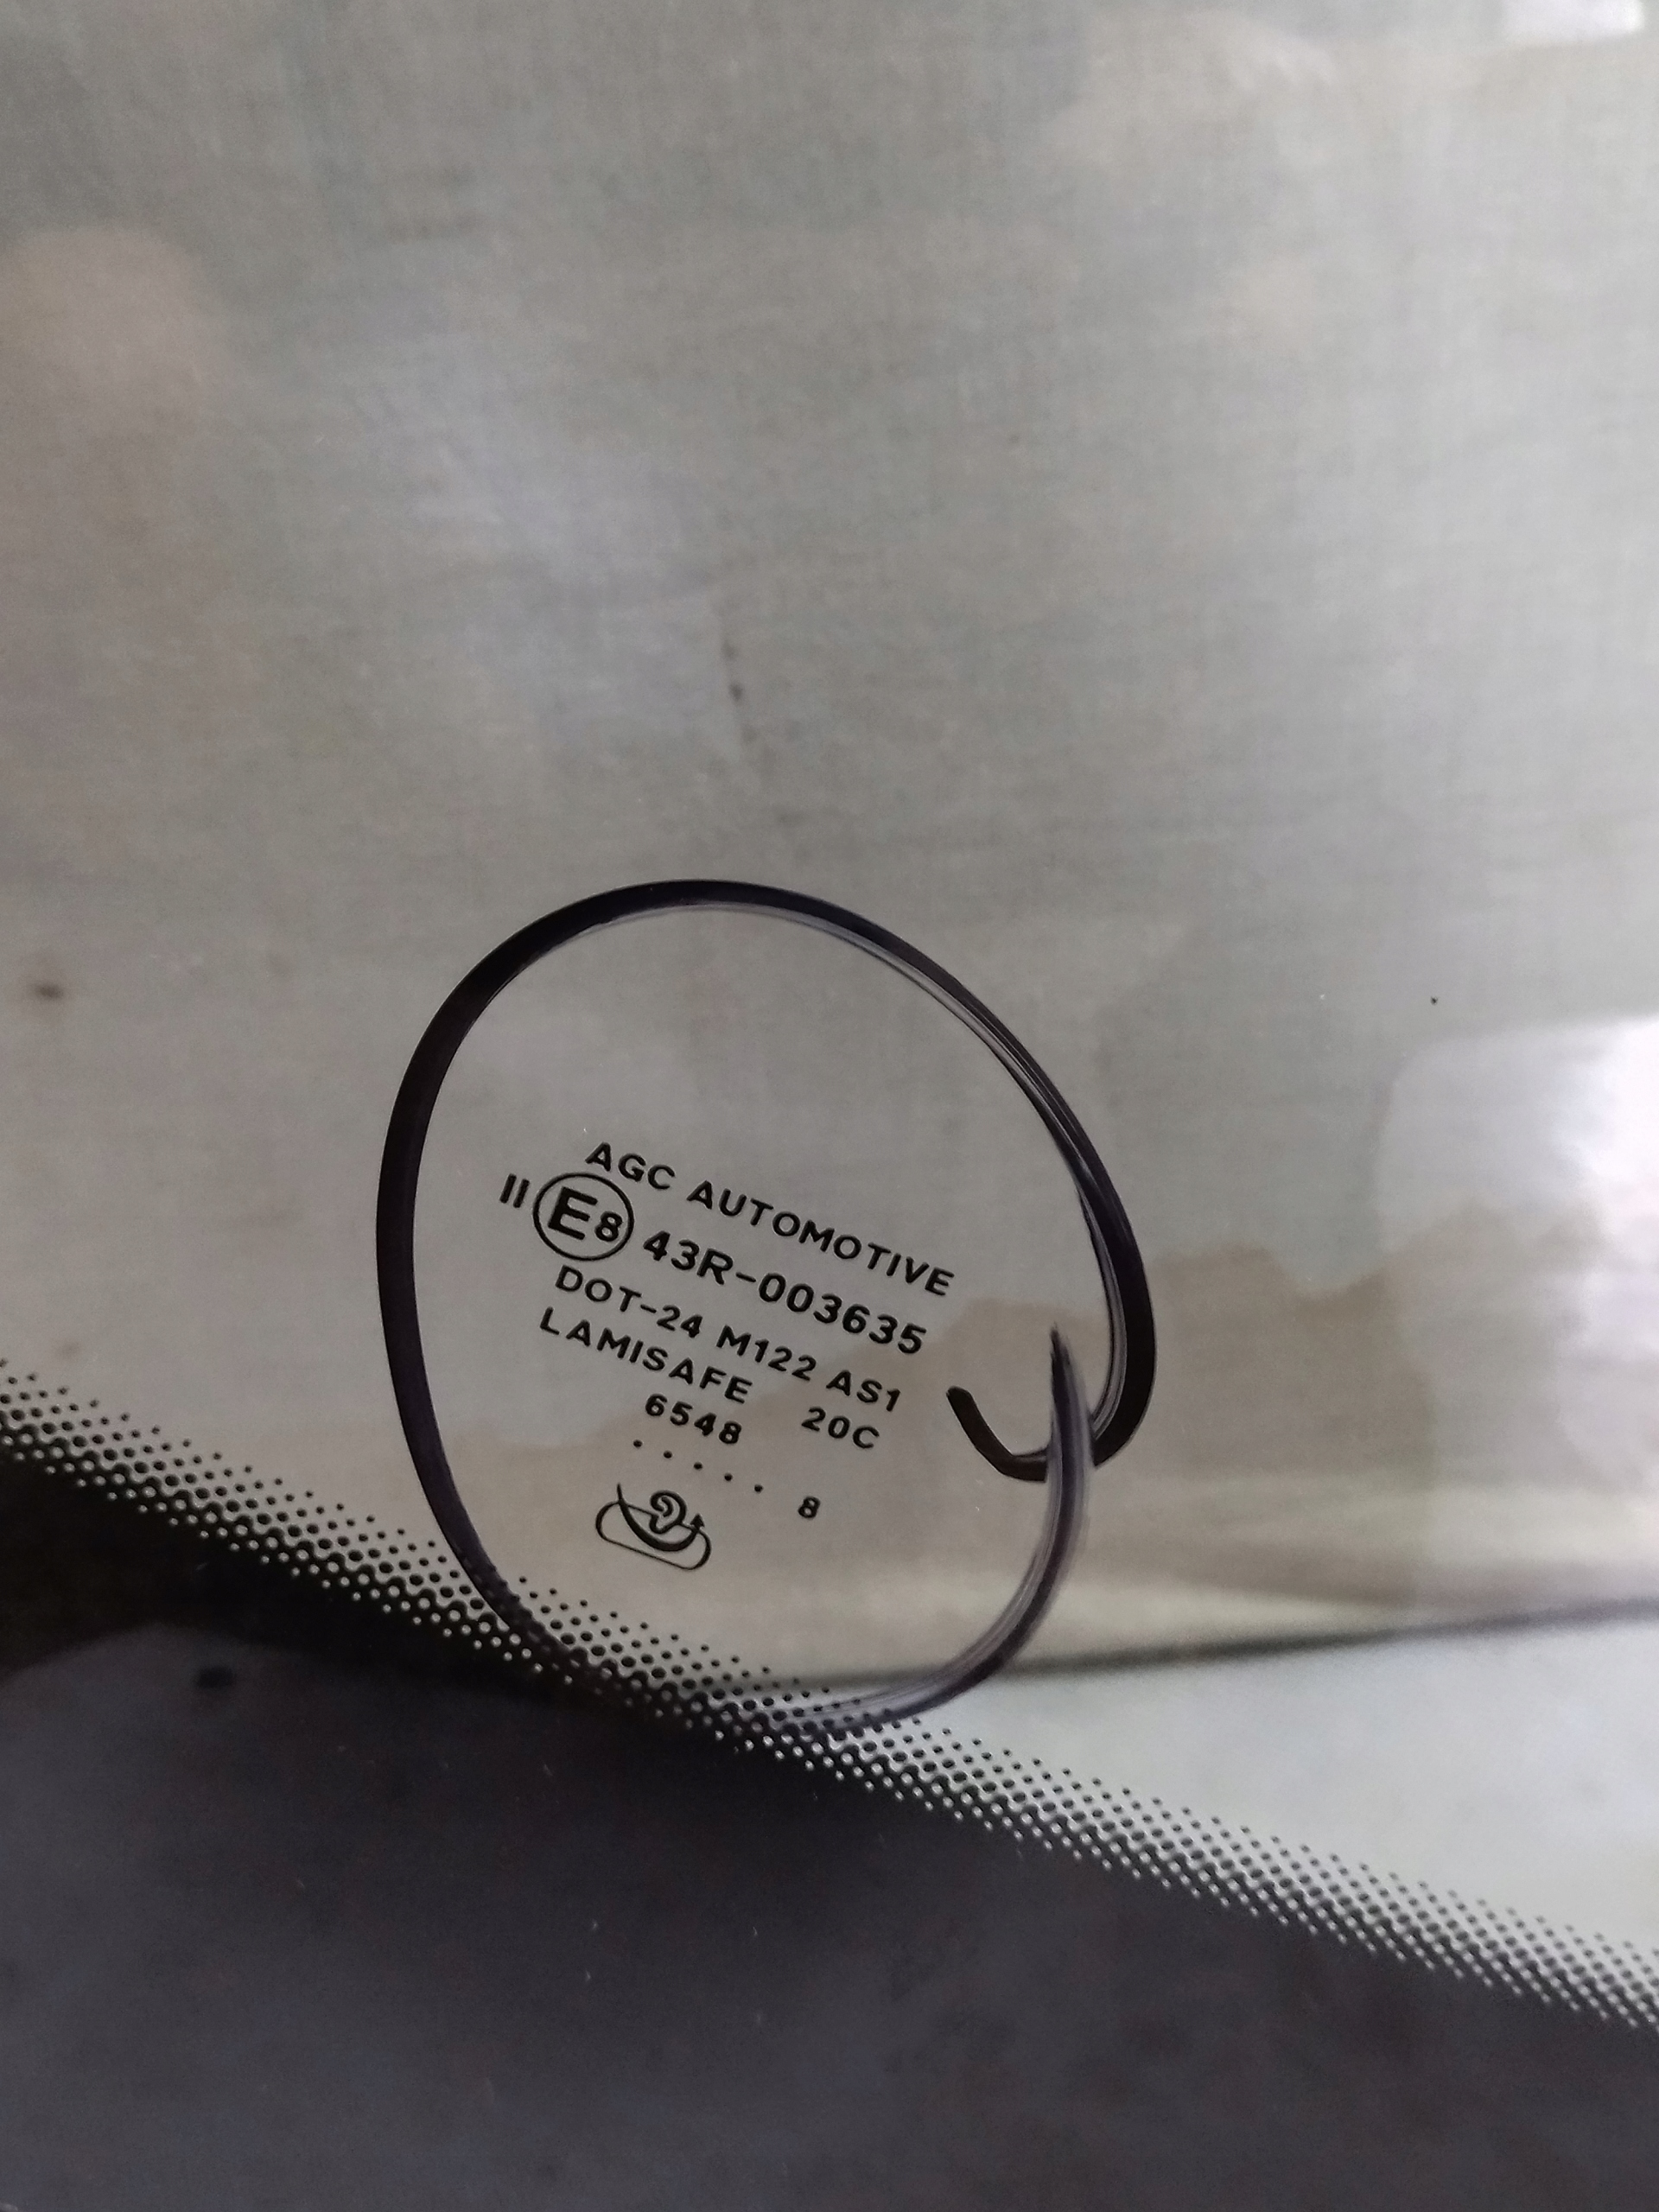 AGC AUTOMOTIVE
II E8 43R-003635
DOT-24 M122 AS1
LAMISAFE 20C
6548
. . . . . 8